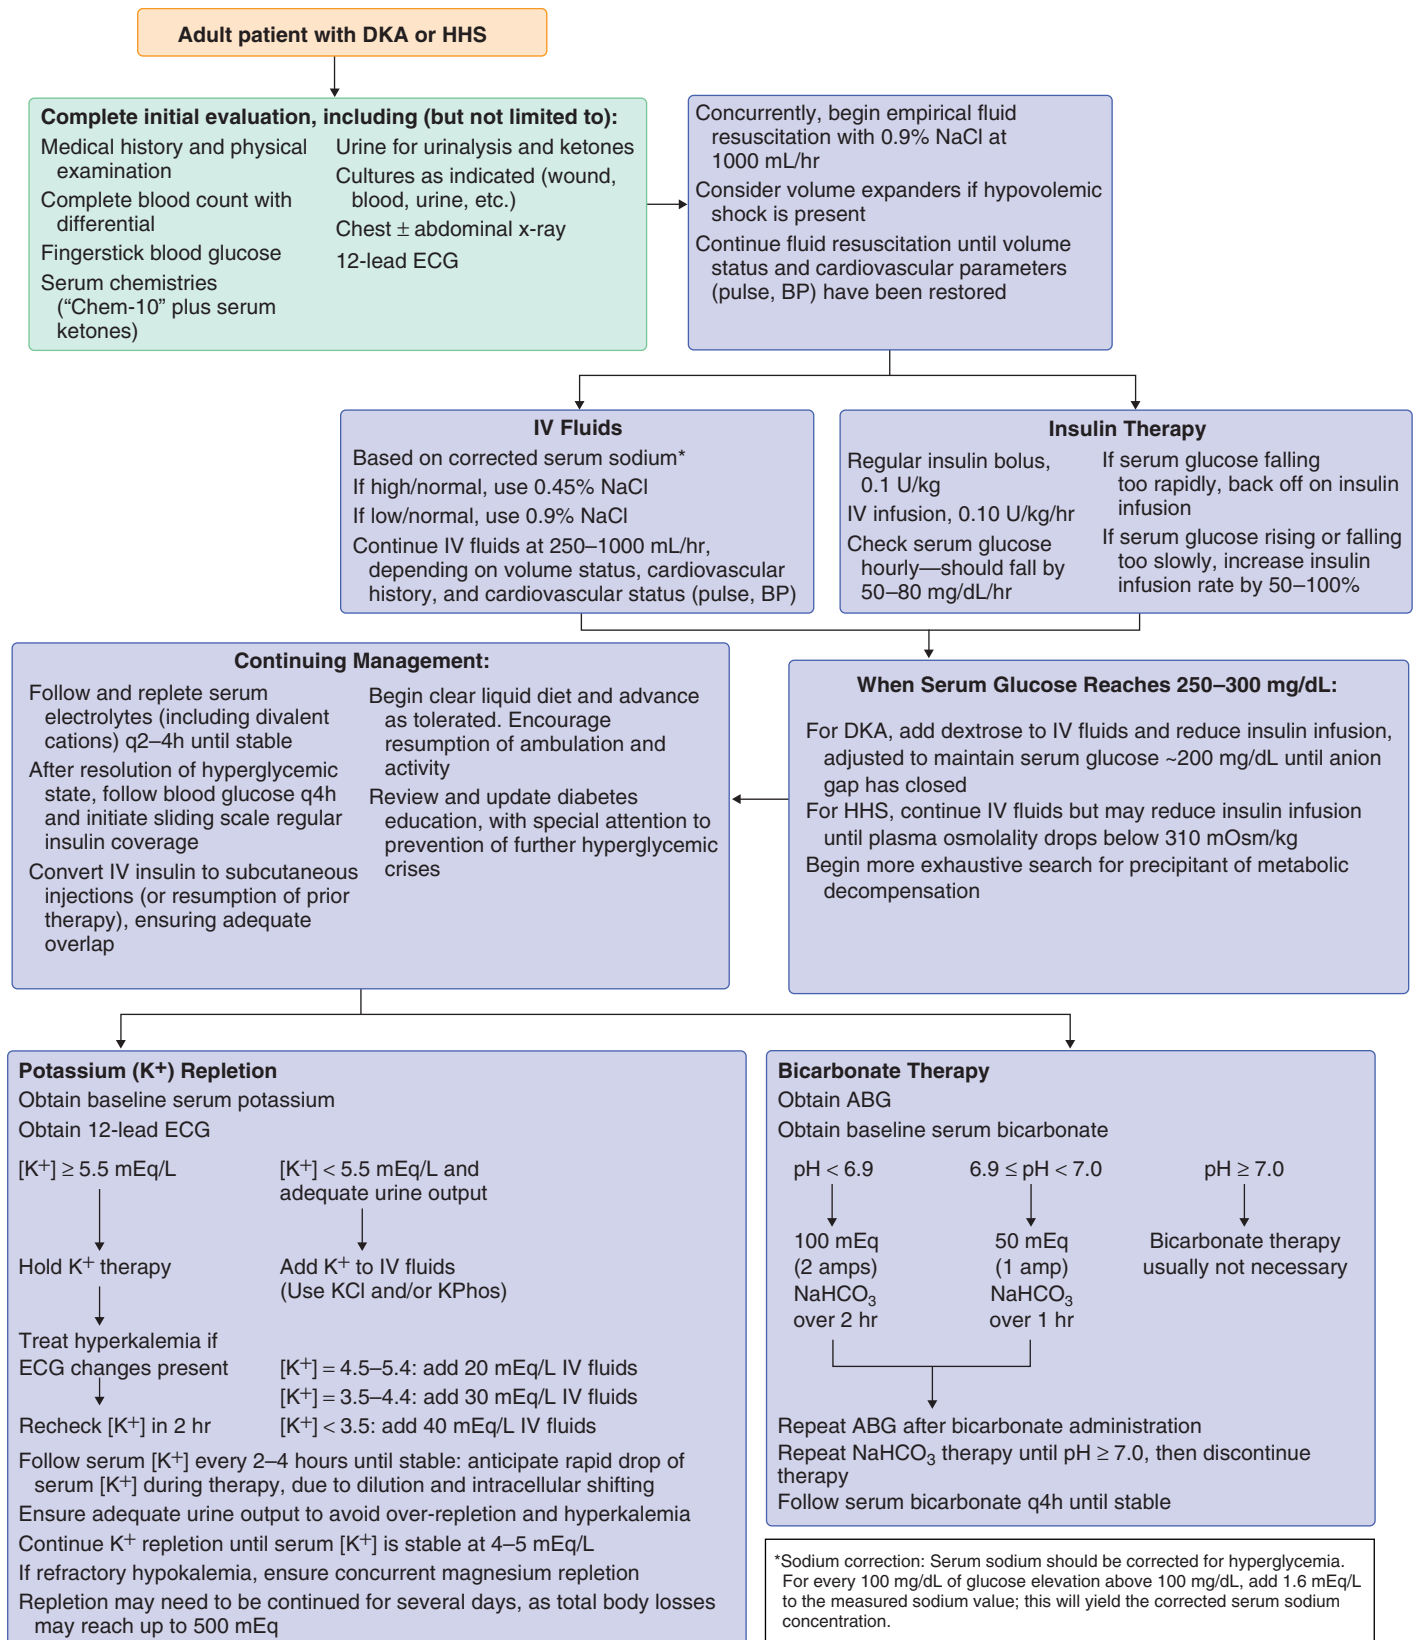 Adult patient with DKA or HHS
Complete initial evaluation, including (but not limited to):
Medical history and physical
examination
Complete blood count with
differential
Fingerstick blood glucose
Serum chemistries
(“Chem-10” plus serum
ketones)
Urine for urinalysis and ketones
Cultures as indicated (wound,
blood, urine, etc.)
Chest ± abdominal x-ray
12-lead ECG
Concurrently, begin empirical fluid
resuscitation with 0.9% NaCl at
1000 mL/hr
Consider volume expanders if hypovolemic
shock is present
Continue fluid resuscitation until volume
status and cardiovascular parameters
(pulse, BP) have been restored
IV Fluids
Based on corrected serum sodium*
If high/normal, use 0.45% NaCl
If low/normal, use 0.9% NaCl
Continue IV fluids at 250–1000 mL/hr,
depending on volume status, cardiovascular
history, and cardiovascular status (pulse, BP)
Insulin Therapy
Regular insulin bolus,
0.1 U/kg
IV infusion, 0.10 U/kg/hr
Check serum glucose
hourly—should fall by
50–80 mg/dL/hr
If serum glucose falling
too rapidly, back off on insulin
infusion
If serum glucose rising or falling
too slowly, increase insulin
infusion rate by 50–100%
When Serum Glucose Reaches 250–300 mg/dL:
For DKA, add dextrose to IV fluids and reduce insulin infusion,
adjusted to maintain serum glucose ~200 mg/dL until anion
gap has closed
For HHS, continue IV fluids but may reduce insulin infusion
until plasma osmolality drops below 310 mOsm/kg
Begin more exhaustive search for precipitant of metabolic
decompensation
Continuing Management:
Follow and replete serum
electrolytes (including divalent
cations) q2–4h until stable
After resolution of hyperglycemic
state, follow blood glucose q4h
and initiate sliding scale regular
insulin coverage
Convert IV insulin to subcutaneous
injections (or resumption of prior
therapy), ensuring adequate
overlap
Begin clear liquid diet and advance
as tolerated. Encourage
resumption of ambulation and
activity
Review and update diabetes
education, with special attention to
prevention of further hyperglycemic
crises
Potassium (K+) Repletion
Obtain baseline serum potassium
Obtain 12-lead ECG
[K+] ≥ 5.5 mEq/L
Hold K+ therapy
Treat hyperkalemia if
ECG changes present
Recheck [K+] in 2 hr
[K+] < 5.5 mEq/L and
adequate urine output
Add K+ to IV fluids
(Use KCl and/or KPhos)
[K+] = 4.5–5.4: add 20 mEq/L IV fluids
[K+] = 3.5–4.4: add 30 mEq/L IV fluids
[K+] < 3.5: add 40 mEq/L IV fluids
Follow serum [K+] every 2–4 hours until stable: anticipate rapid drop of
serum [K+] during therapy, due to dilution and intracellular shifting
Ensure adequate urine output to avoid over-repletion and hyperkalemia
Continue K+ repletion until serum [K+] is stable at 4–5 mEq/L
If refractory hypokalemia, ensure concurrent magnesium repletion
Repletion may need to be continued for several days, as total body losses
may reach up to 500 mEq
Bicarbonate Therapy
Obtain ABG
Obtain baseline serum bicarbonate
pH < 6.9
100 mEq
(2 amps)
NaHCO3
over 2 hr
6.9 ≤ pH < 7.0
50 mEq
(1 amp)
NaHCO3
over 1 hr
pH ≥ 7.0
Bicarbonate therapy
usually not necessary
Repeat ABG after bicarbonate administration
Repeat NaHCO3 therapy until pH ≥ 7.0, then discontinue
therapy
Follow serum bicarbonate q4h until stable
*Sodium correction: Serum sodium should be corrected for hyperglycemia.
For every 100 mg/dL of glucose elevation above 100 mg/dL, add 1.6 mEq/L
to the measured sodium value; this will yield the corrected serum sodium
concentration.